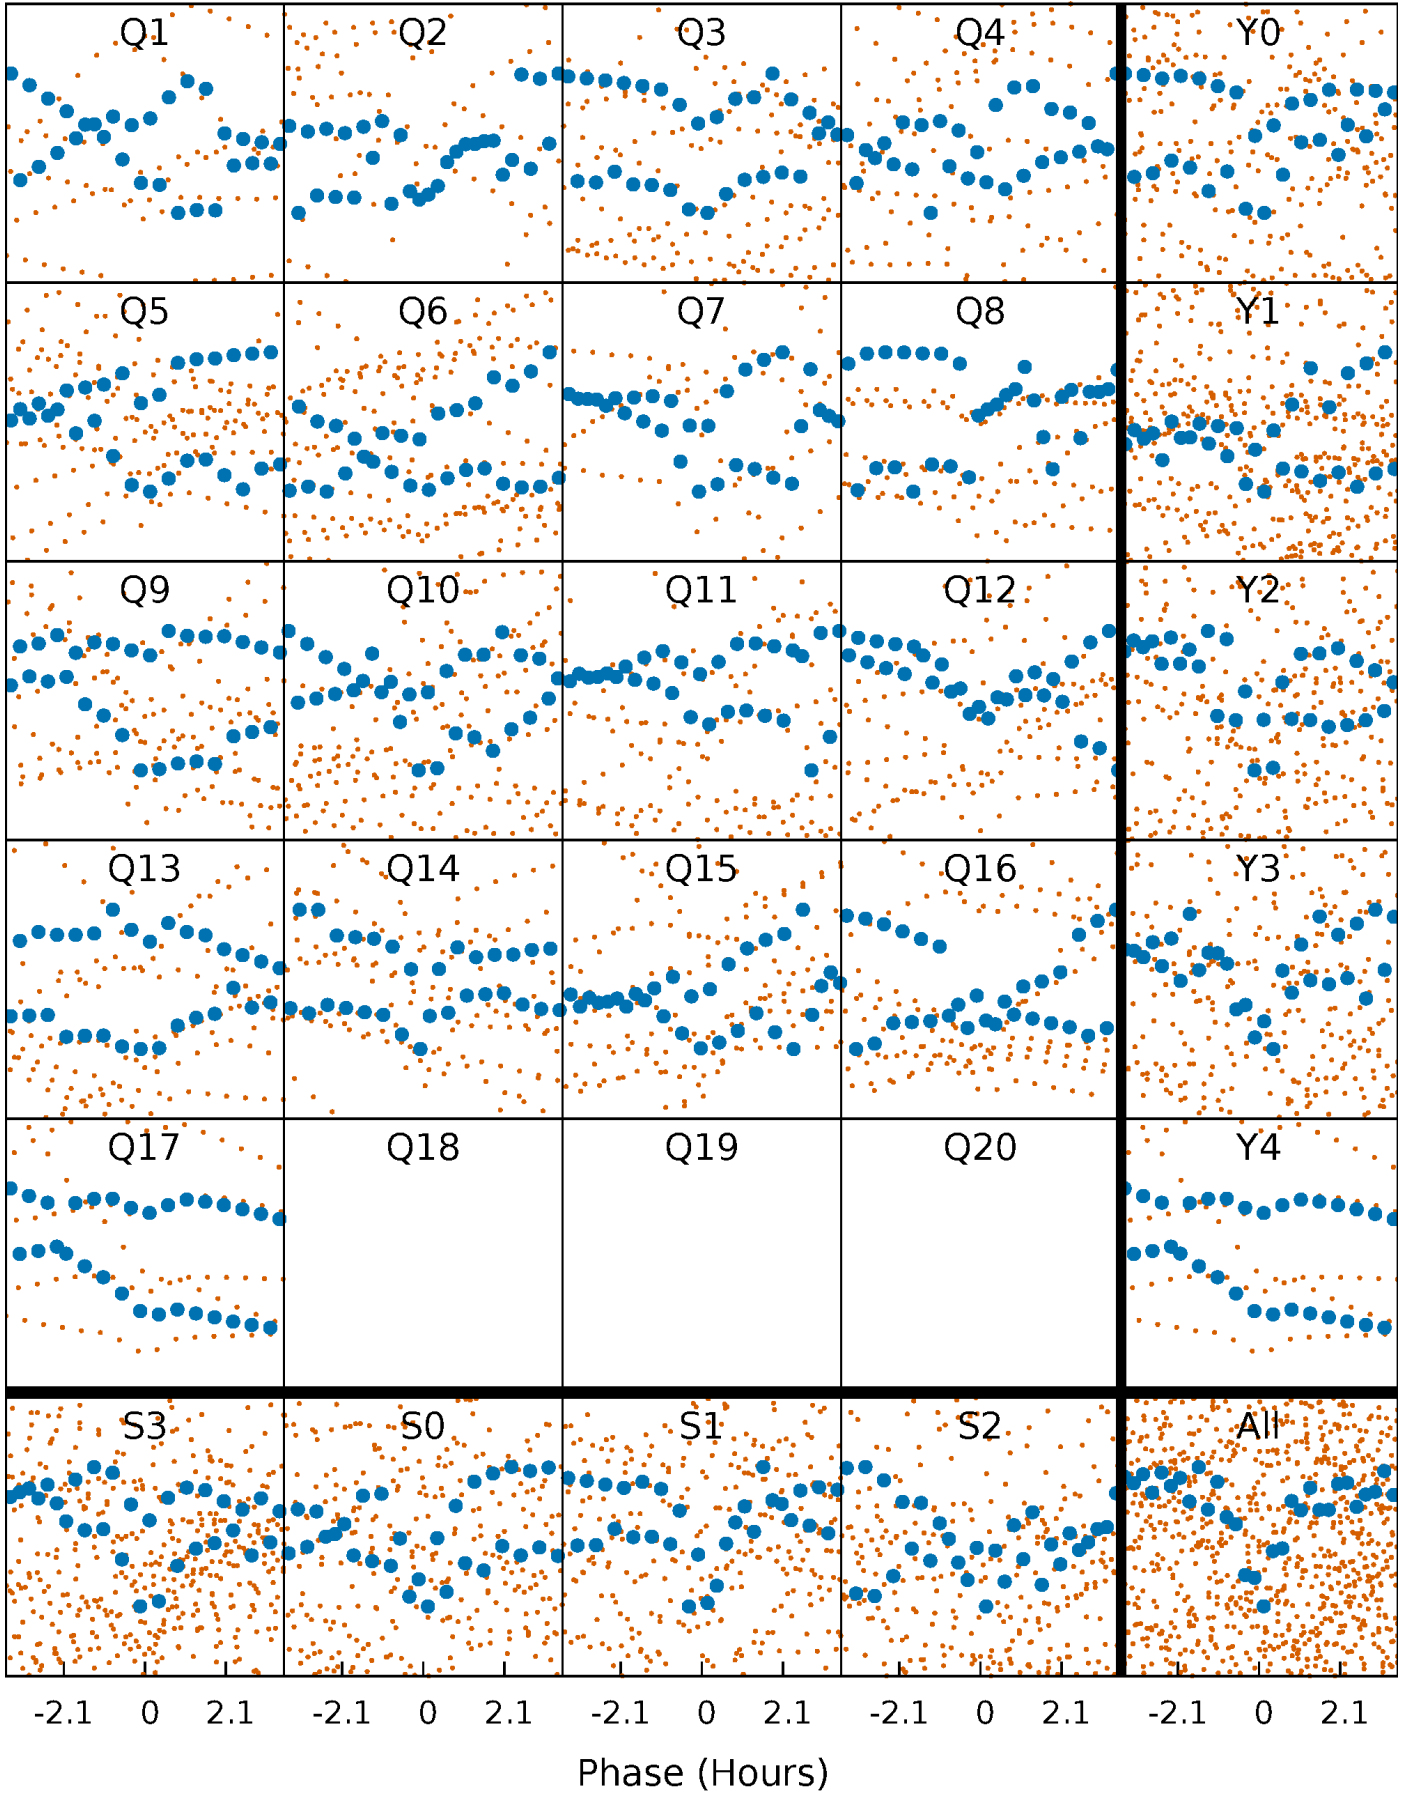 Q1 Q2 Q3 Q4 Y0
Q5 Q6 Q7 Q8 Y1
Q9 Q10 Q11 Q12 Y2
Q13 Q14 Q15 Q16 Y3
Q17 Q18 Q19 Q20 Y4
S3 S0 S1 S2 All
-2.1 0 2.1 -2.1 0 2.1 -2.1 0 2.1 -2.1 0 2.1 -2.1 0 2.1
Phase (Hours)